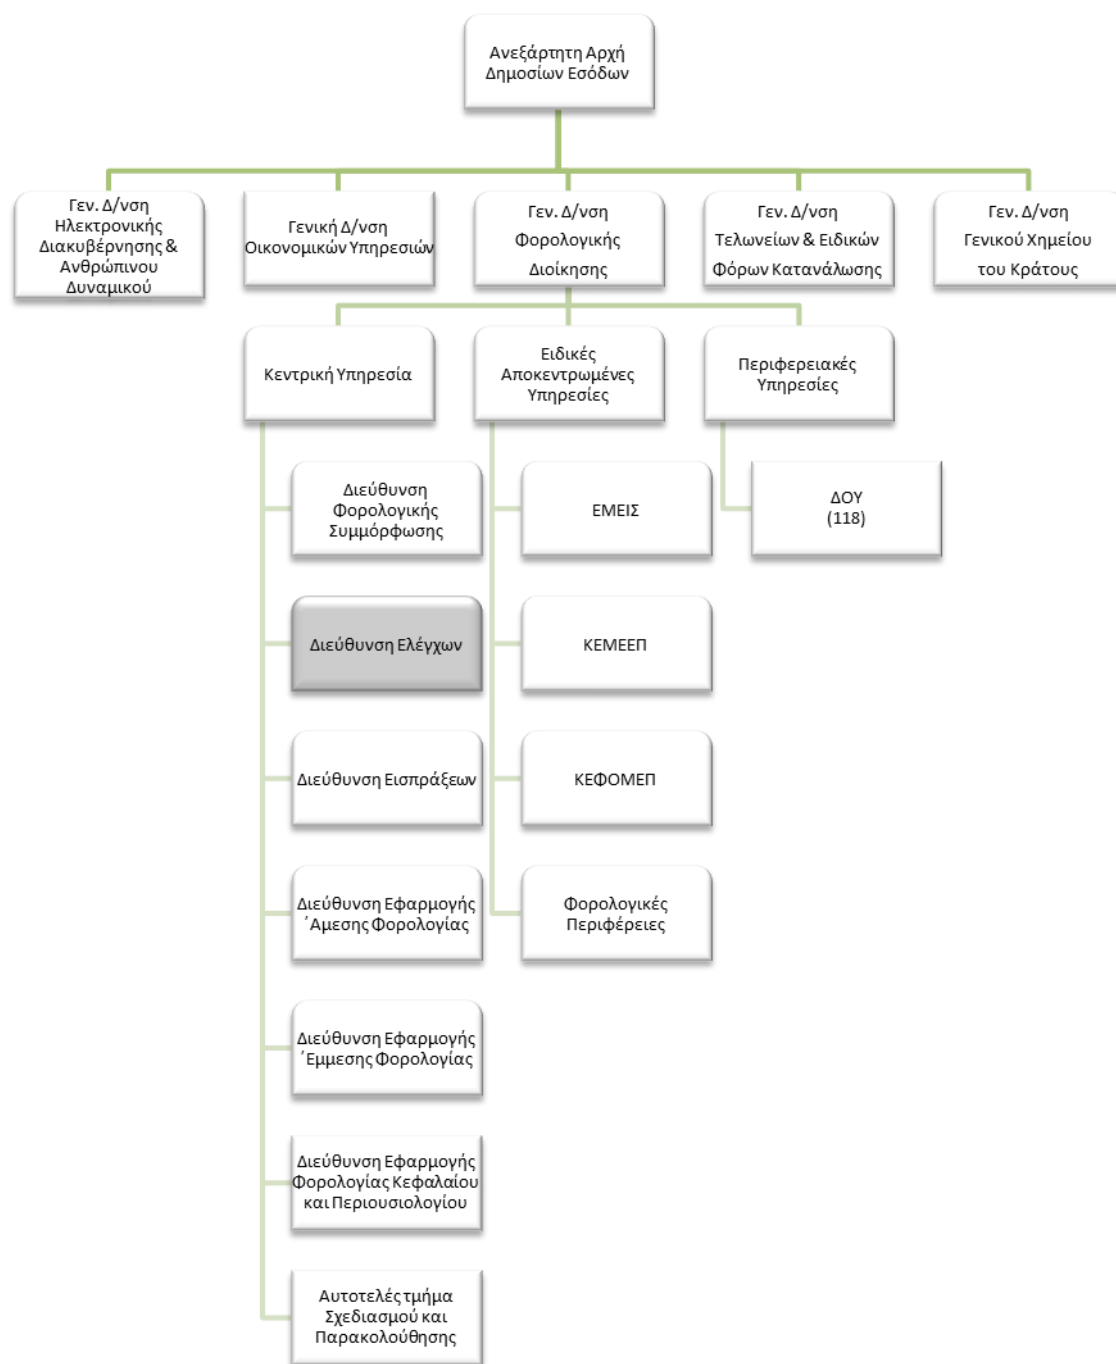 Ανεξάρτητη Αρχή
Δημοσίων Εσόδων
Γεν. Δ/νση
Ηλεκτρονικής
Διακυβέρνησης &
Ανθρώπινου
Δυναμικού
Γενική Δ/νση
Οικονομικών Υπηρεσιών
Γεν. Δ/νση
Φορολογικής
Διοίκησης
Γεν. Δ/νση
Τελωνείων & Ειδικών
Φόρων Κατανάλωσης
Γεν. Δ/νση
Γενικού Χημείου
του Κράτους
Κεντρική Υπηρεσία
Ειδικές
Αποκεντρωμένες
Υπηρεσίες
Περιφερειακές
Υπηρεσίες
Διεύθυνση
Φορολογικής
Συμμόρφωσης
Διεύθυνση Ελέγχων
Διεύθυνση Εισπράξεων
Διεύθυνση Εφαρμογής
΄Αμεσης Φορολογίας
Διεύθυνση Εφαρμογής
΄Εμμεσης Φορολογίας
Διεύθυνση Εφαρμογής
Φορολογίας Κεφαλαίου
και Περιουσιολογίου
Αυτοτελές τμήμα
Σχεδιασμού και
Παρακολούθησης
ΕΜΕΙΣ
ΚΕΜΕΕΠ
ΚΕΦΟΜΕΠ
Φορολογικές
Περιφέρειες
ΔΟΥ
(118)